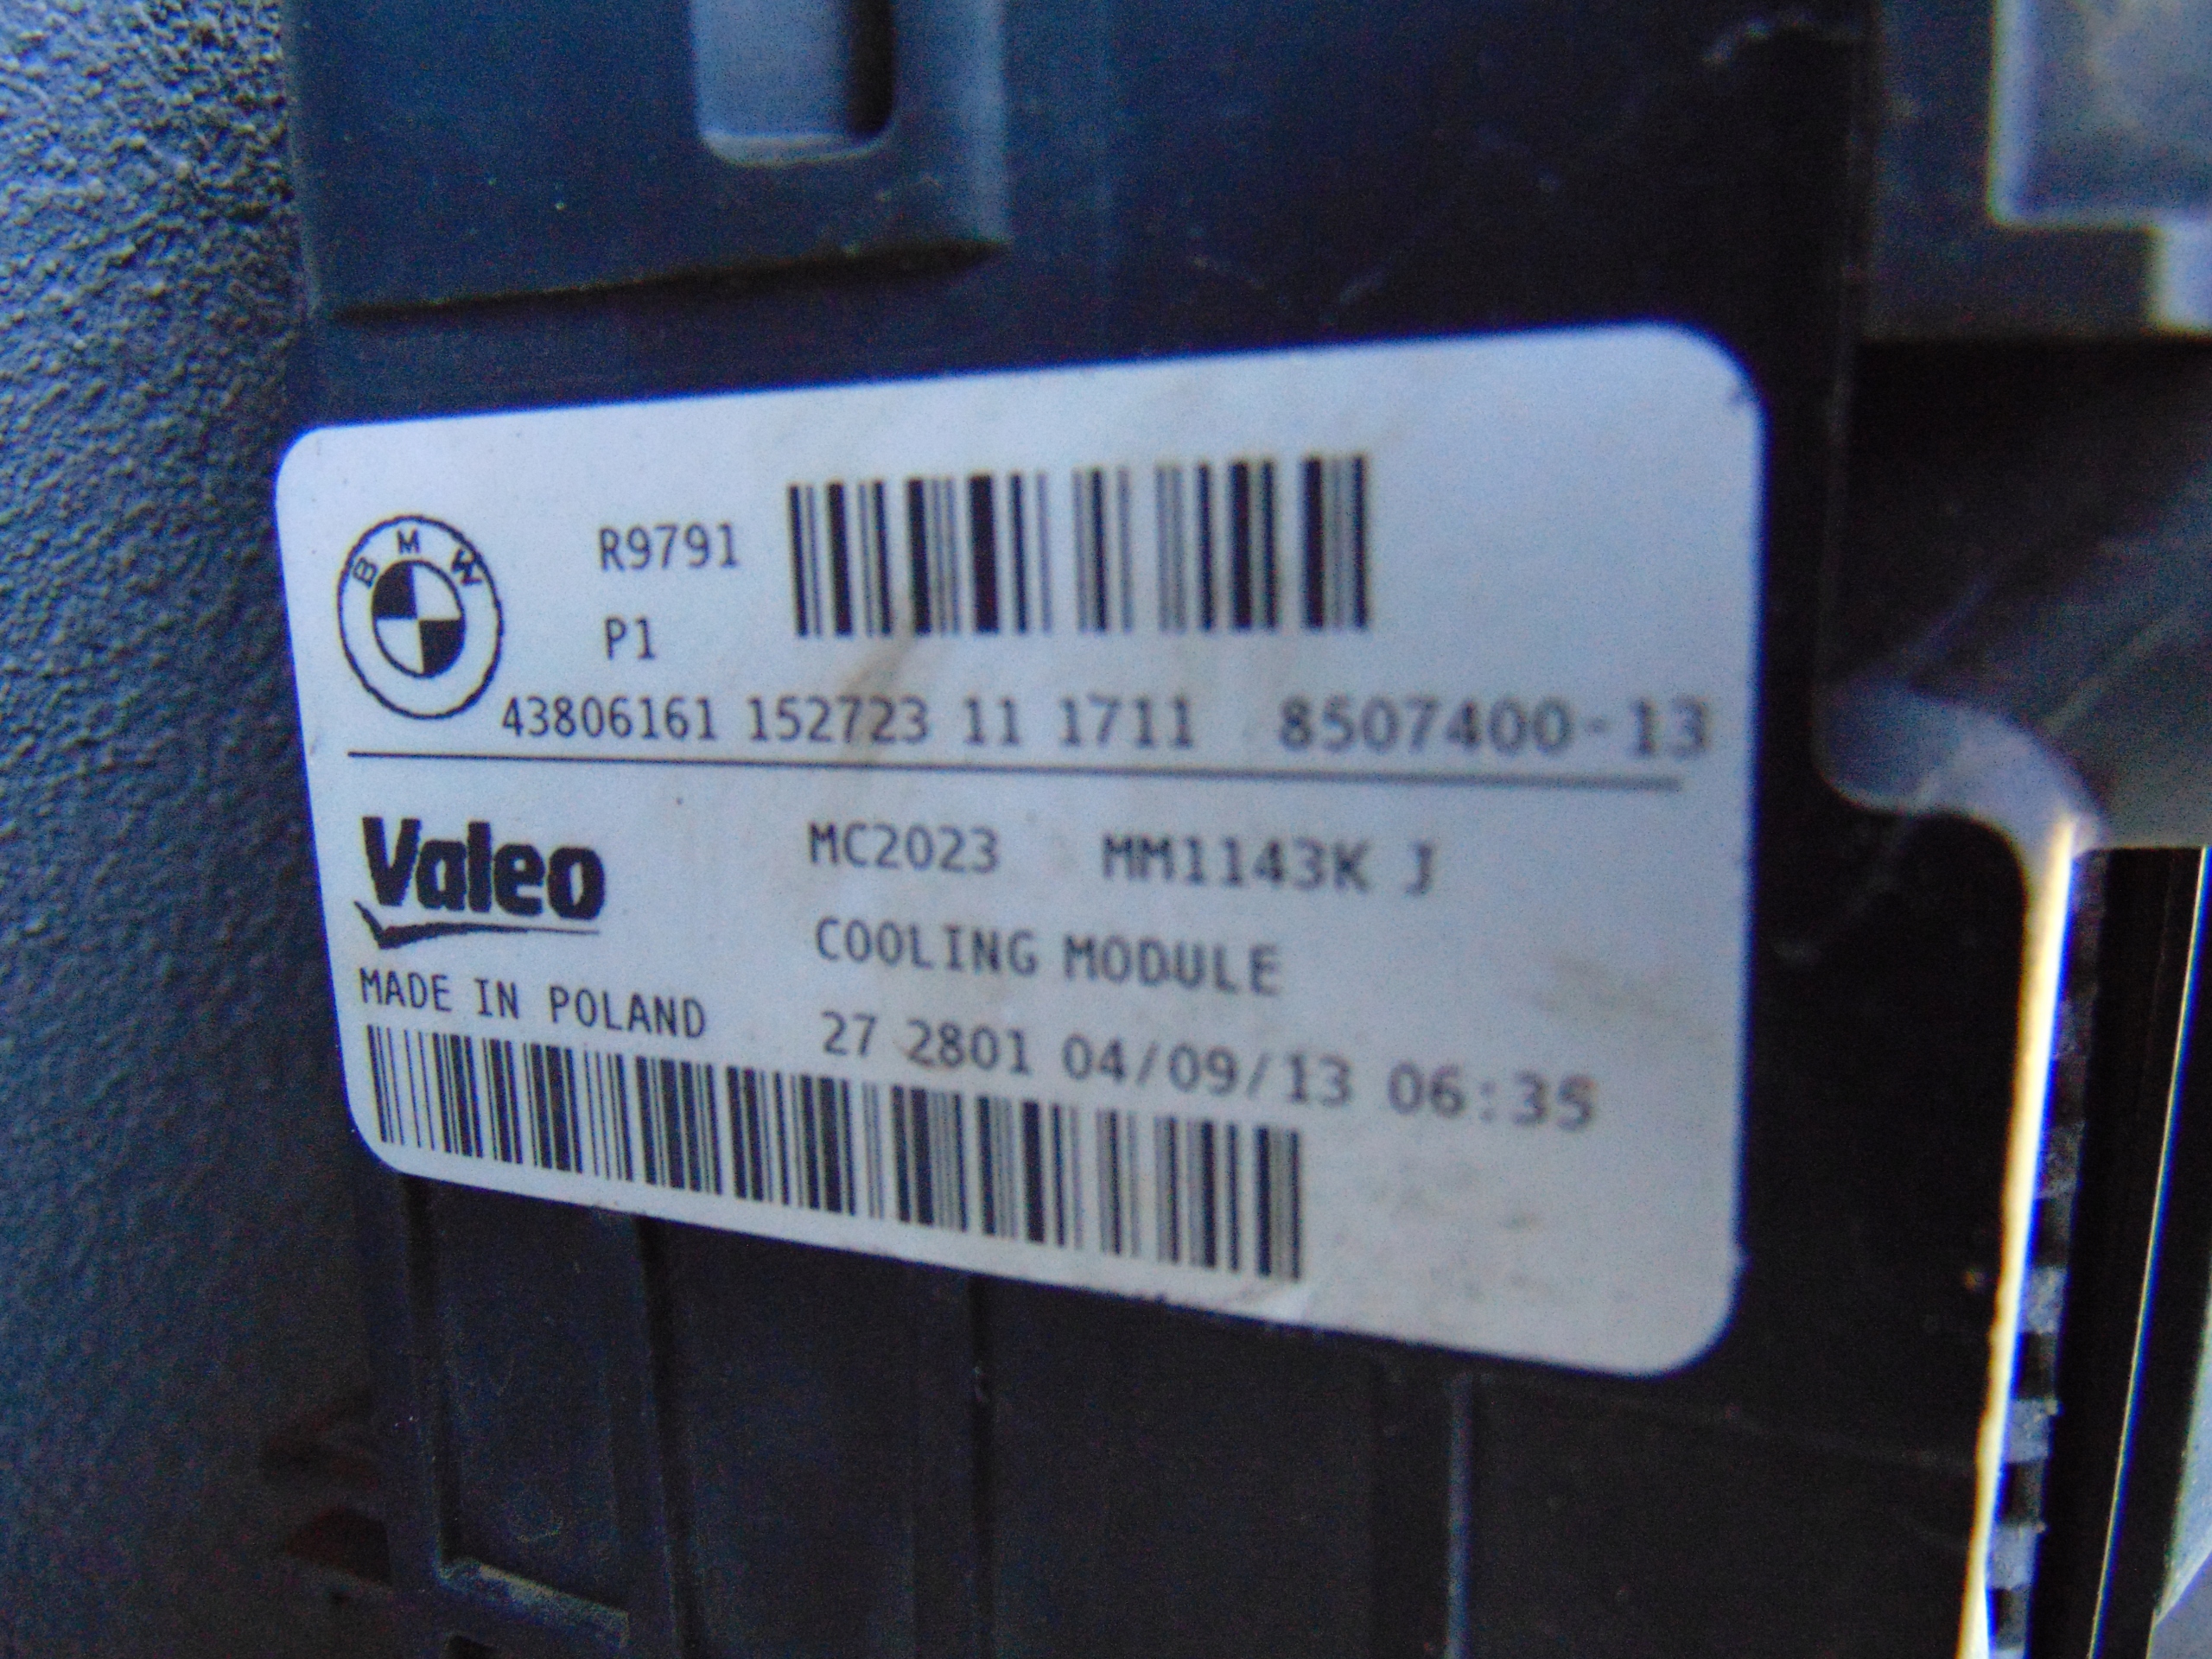 BMW
R9791
P1
43806161 152723 11 1711 8507400-13
Valeo
MC2023 MM1143K J
COOLING MODULE
MADE IN POLAND
27 2801 04/09/13 06:35